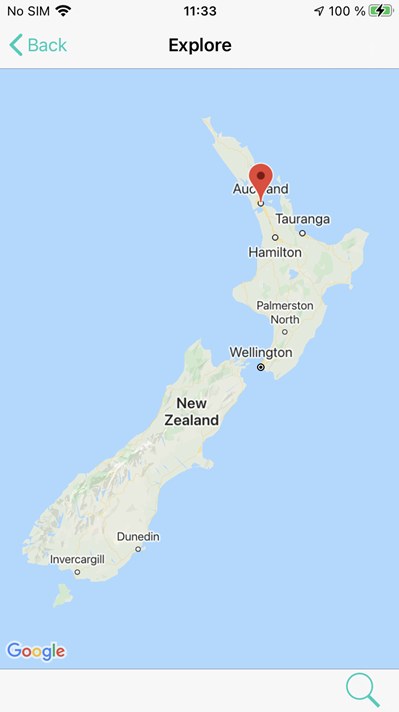 No SIM 11:33 100 %
Back Explore
Auckland
Tauranga
Hamilton
Palmerston
North
Wellington
New
Zealand
Dunedin
Invercargill
Google